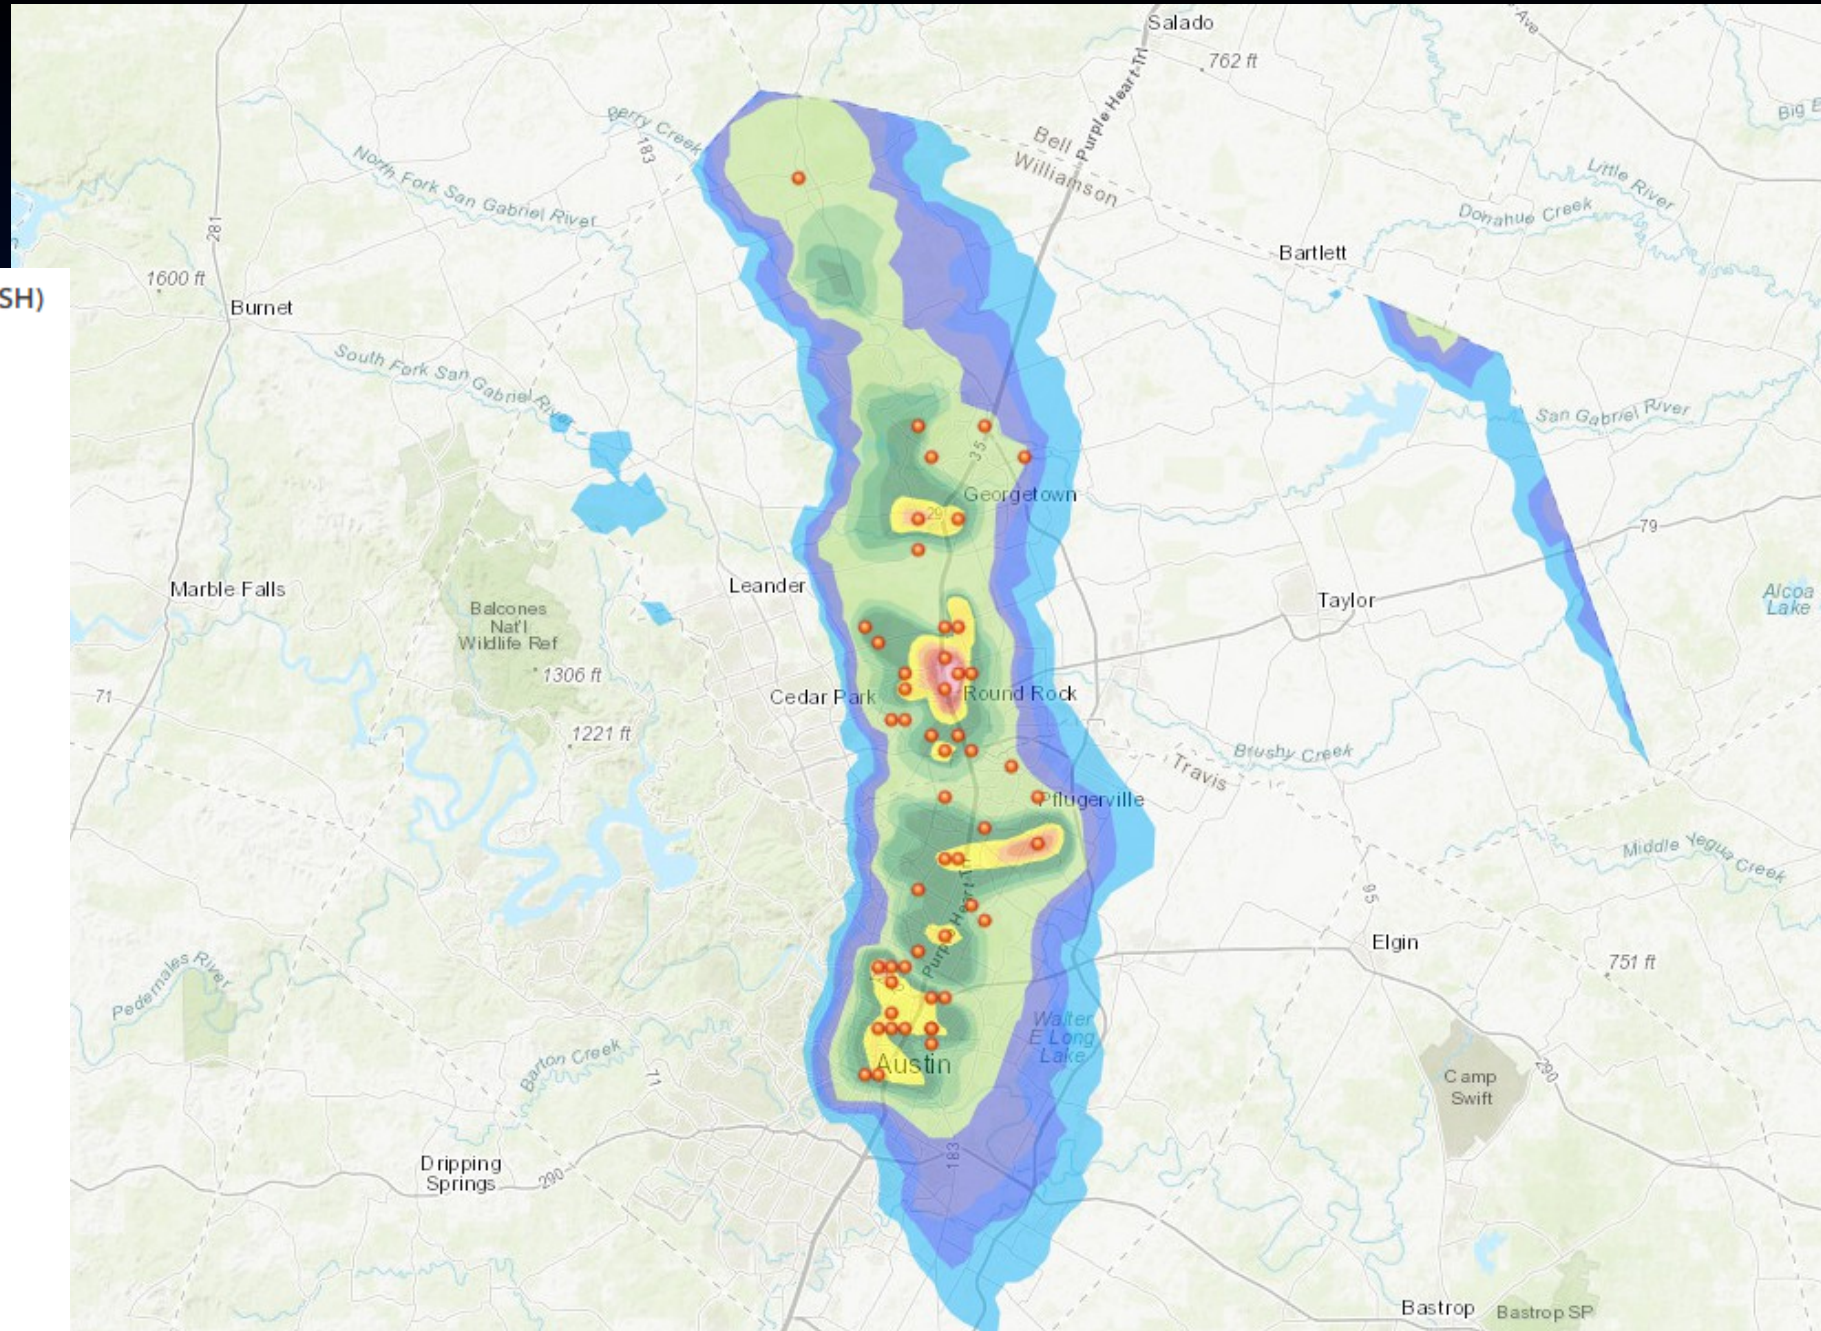 Salado
762 ft
Purple Heart Trl
Bell
Williamson
Perry Creek
183
North Fork San Gabriel River
Little River
Donahue Creek
Bartlett
281
1600 ft
SH)
Burnet
South Fork San Gabriel River
San Gabriel River
35
Georgetown
29
79
Marble Falls
Leander
Taylor
Alcoa
Lake
Balcones
Nat'l
Wildlife Ref
1306 ft
71
Cedar Park
Round Rock
1221 ft
Brushy Creek
Travis
Pflugerville
Middle Yegua Creek
95
Purple Heart Trl
Elgin
751 ft
Pedernales River
Walter
E Long
Lake
Barton Creek
71
Austin
Camp
Swift
290
183
Dripping
Springs
290
Bastrop
Bastrop SP